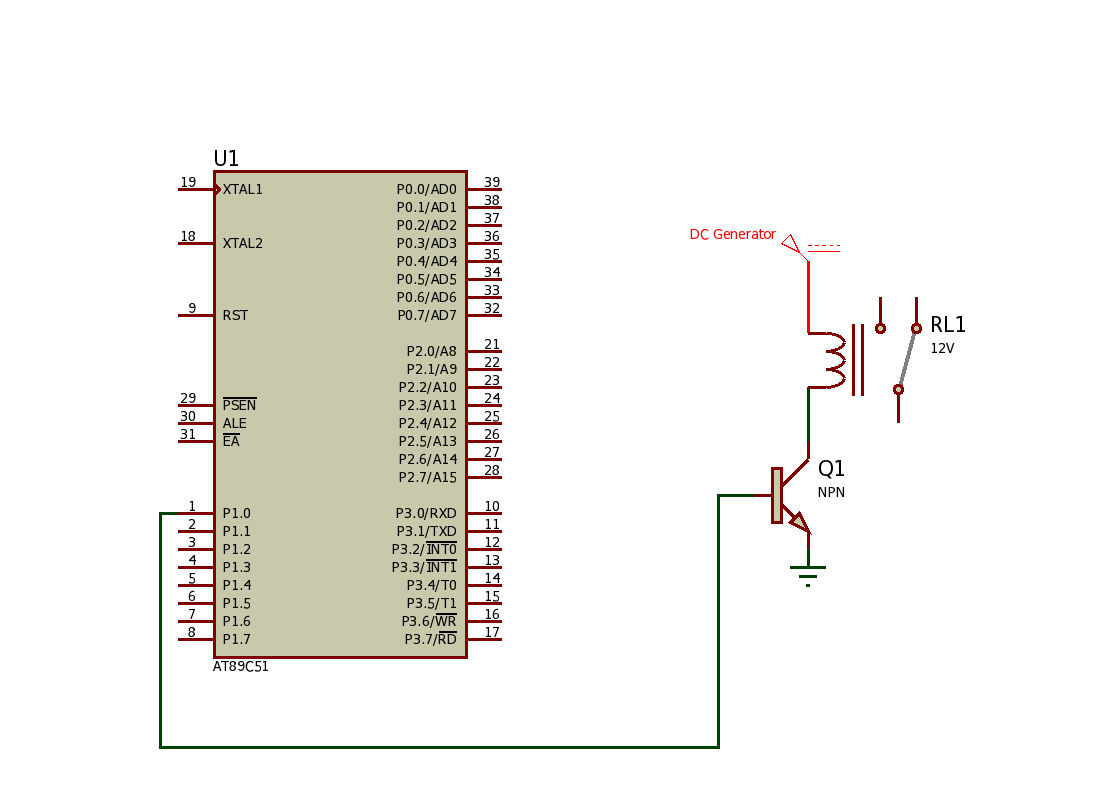 U1
19 XTAL1 P0.0/AD0 39
P0.1/AD1 38
P0.2/AD2 37
18 XTAL2 P0.3/AD3 36
P0.4/AD4 35
P0.5/AD5 34
P0.6/AD6 33
9 RST P0.7/AD7 32
P2.0/A8 21
P2.1/A9 22
P2.2/A10 23
29 PSEN P2.3/A11 24
30 ALE P2.4/A12 25
31 EA P2.5/A13 26
P2.6/A14 27
P2.7/A15 28
1 P1.0 P3.0/RXD 10
2 P1.1 P3.1/TXD 11
3 P1.2 P3.2/INT0 12
4 P1.3 P3.3/INT1 13
5 P1.4 P3.4/T0 14
6 P1.5 P3.5/T1 15
7 P1.6 P3.6/WR 16
8 P1.7 P3.7/RD 17
AT89C51
DC Generator
RL1
12V
Q1
NPN